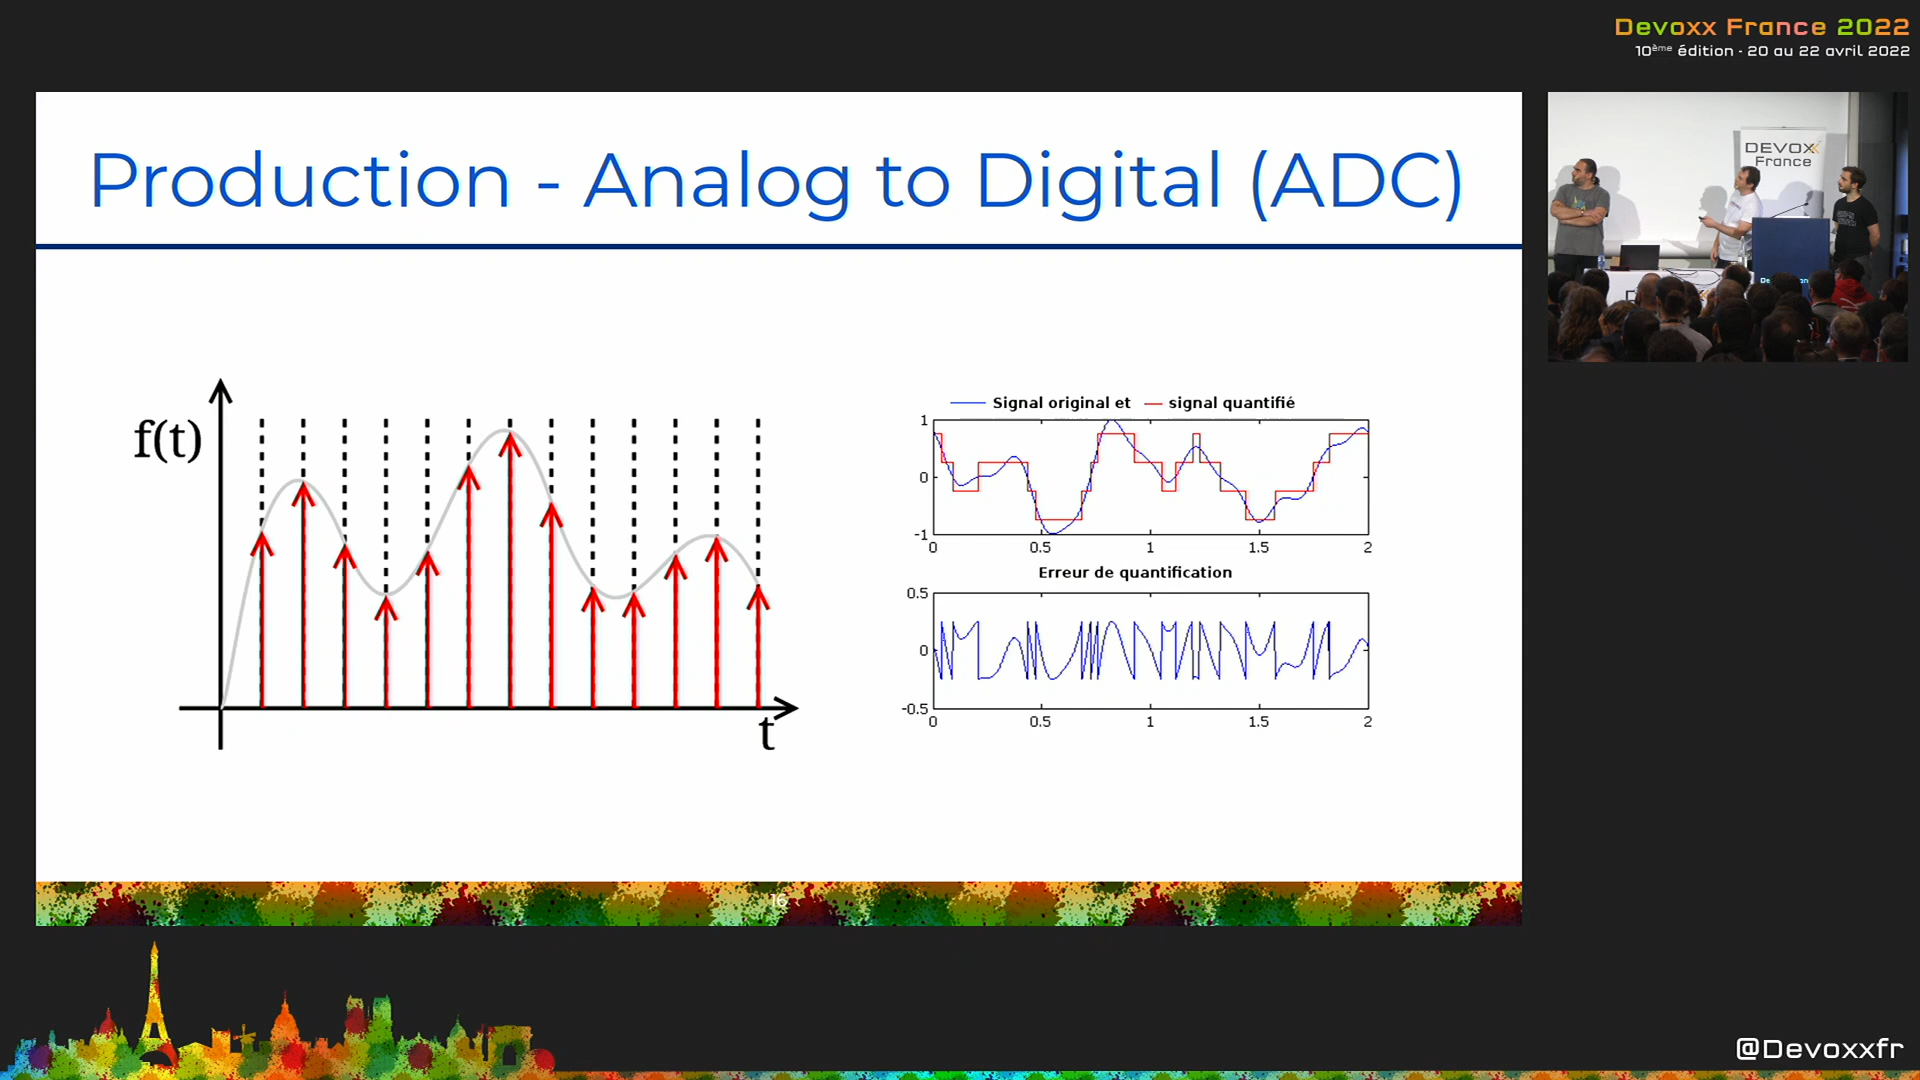 Devoxx France 2022
10ème édition - 20 au 22 avril 2022
Production - Analog to Digital (ADC)
DEVOXX
France
f(t)
t
Signal original et signal quantifié
1
0
-1
0 0.5 1 1.5 2
Erreur de quantification
0.5
0
-0.5
0 0.5 1 1.5 2
16
@Devoxxfr